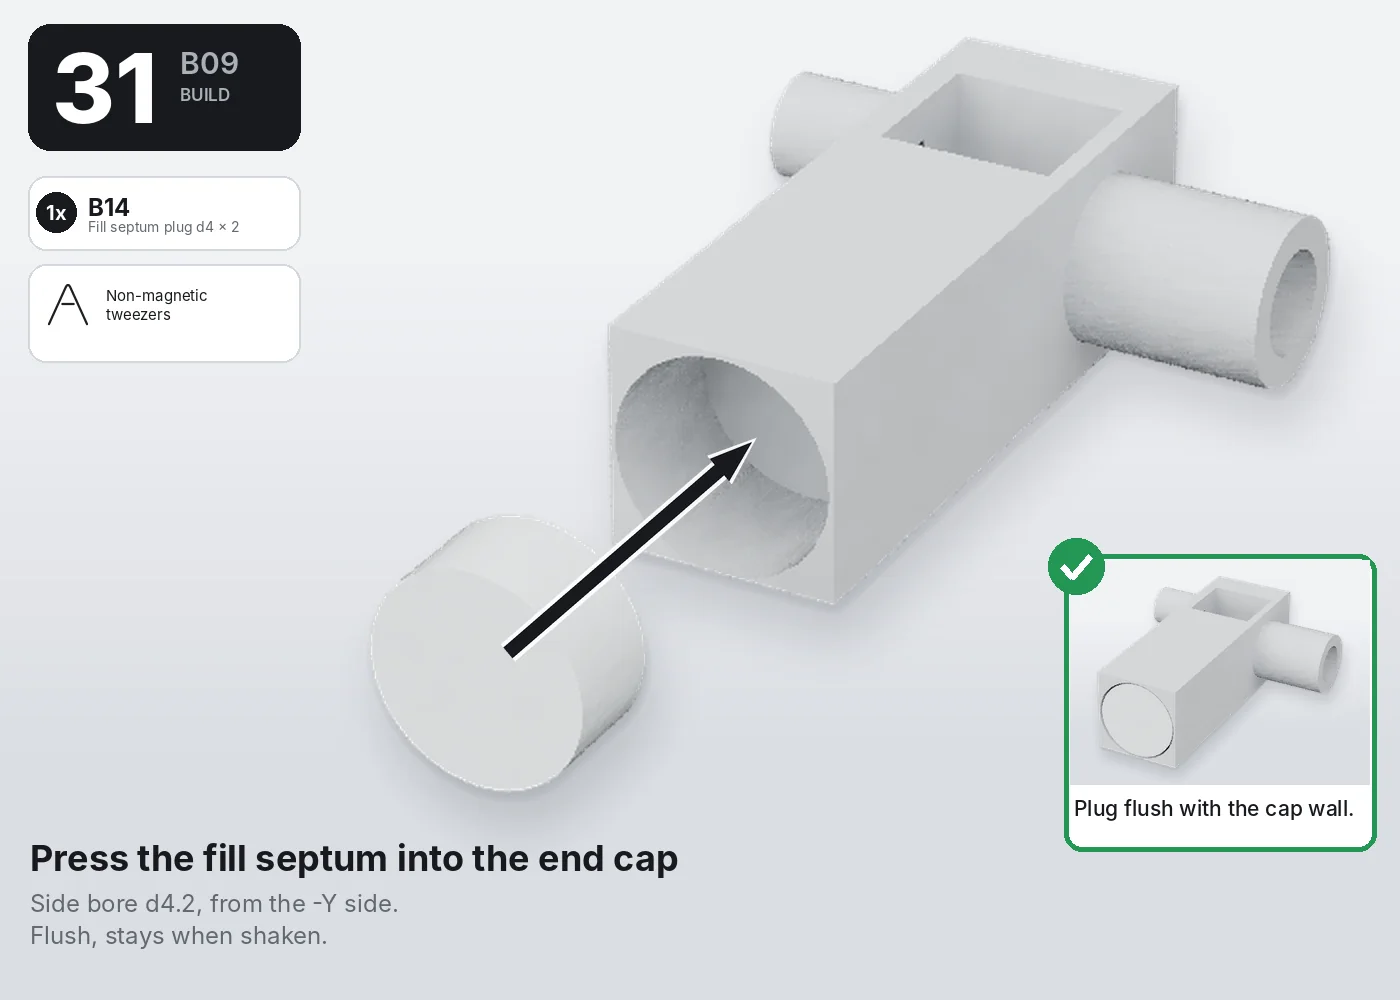 31
B09
BUILD
1x
B14
Fill septum plug d4 × 2
Non-magnetic
tweezers
Plug flush with the cap wall.
Press the fill septum into the end cap
Side bore d4.2, from the -Y side.
Flush, stays when shaken.